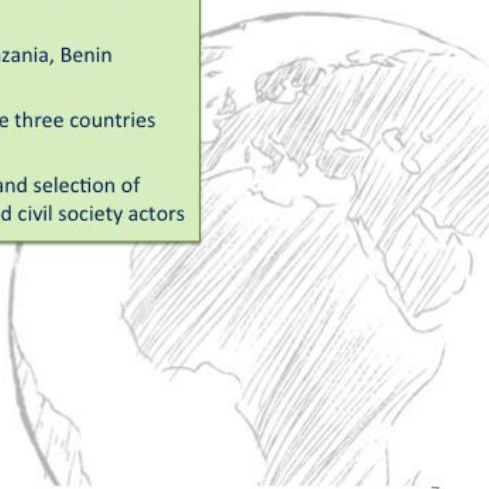 zania, Benin
e three countries
and selection of
d civil society actors